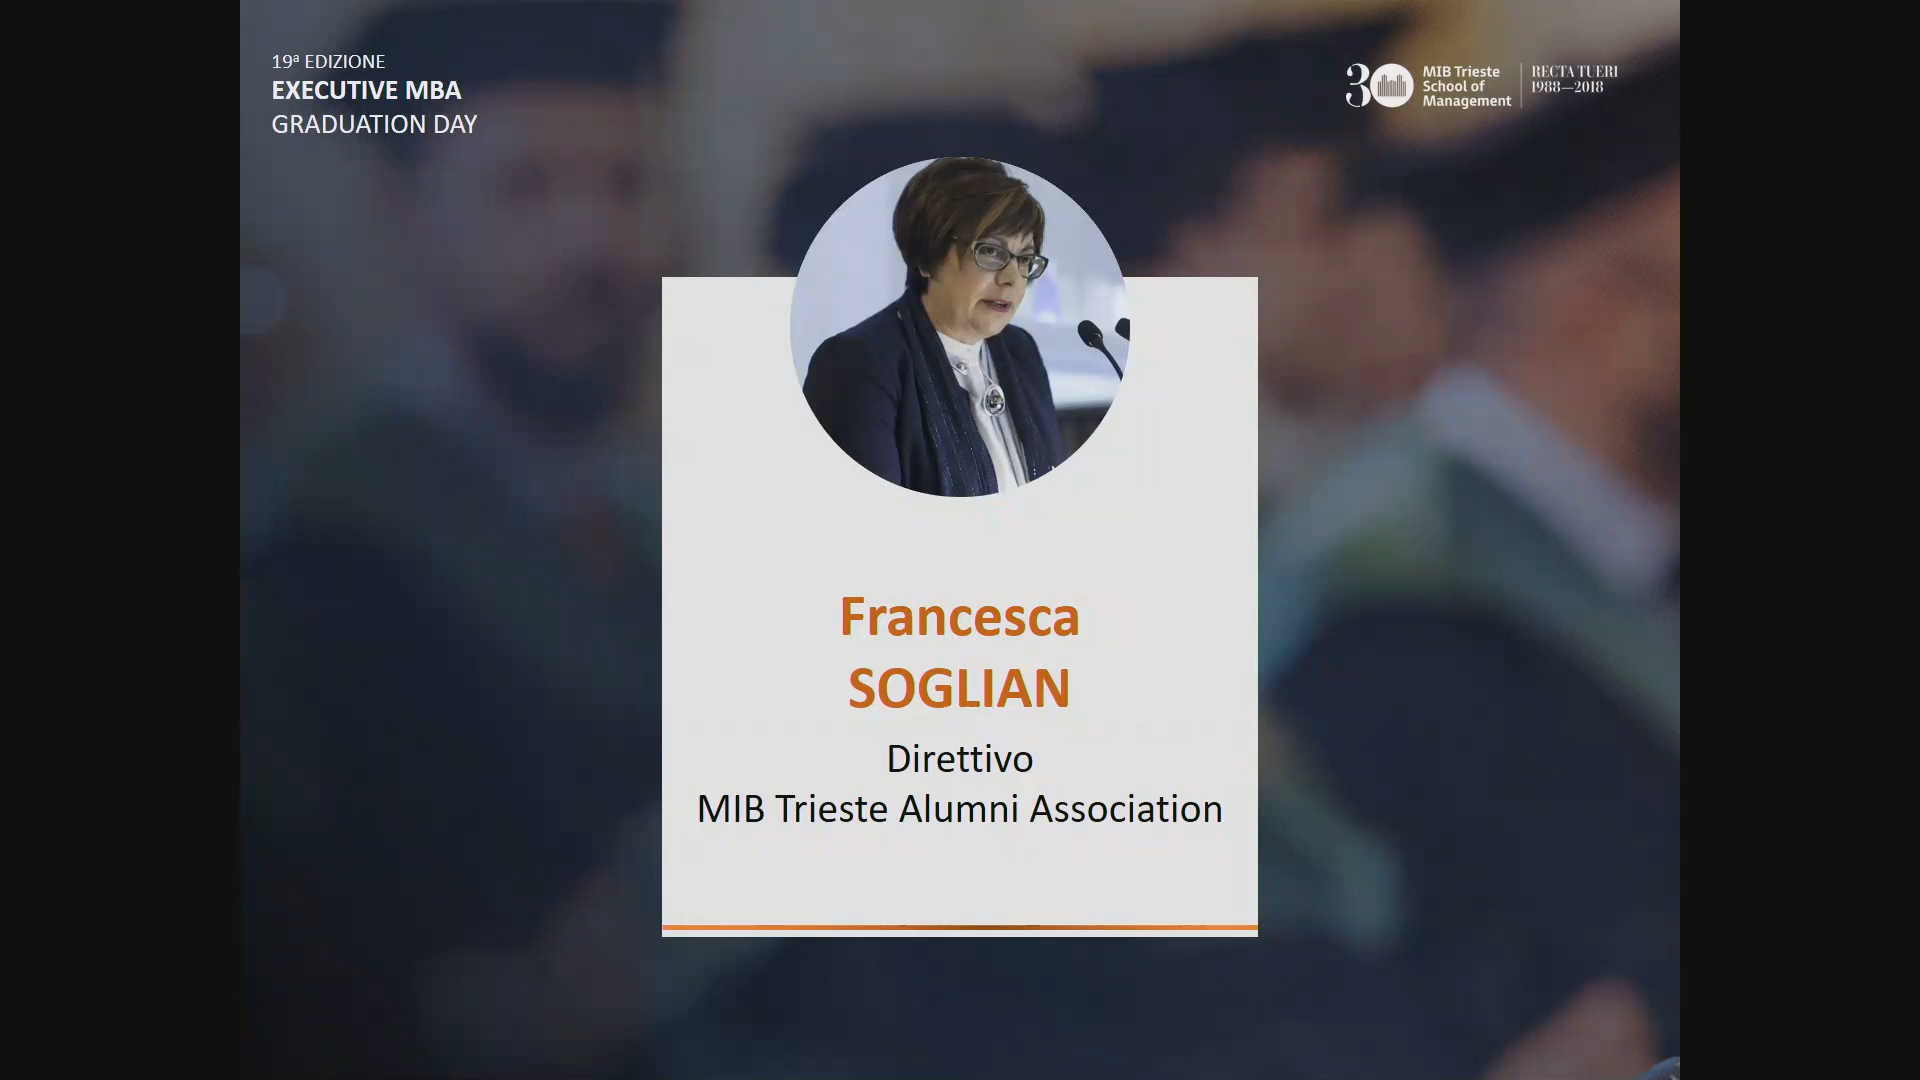 19ª EDIZIONE
EXECUTIVE MBA
GRADUATION DAY
30
MIB Trieste
School of
Management
RECTA TUERI
1988—2018
Francesca
SOGLIAN
Direttivo
MIB Trieste Alumni Association